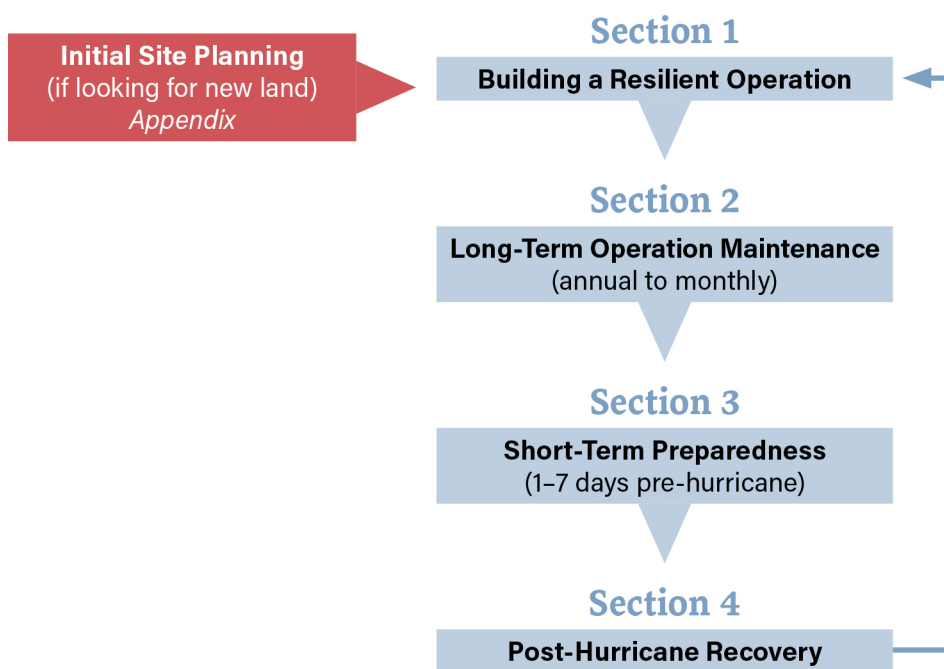 Initial Site Planning
(if looking for new land)
Appendix
Section 1
Building a Resilient Operation
Section 2
Long-Term Operation Maintenance
(annual to monthly)
Section 3
Short-Term Preparedness
(1–7 days pre-hurricane)
Section 4
Post-Hurricane Recovery